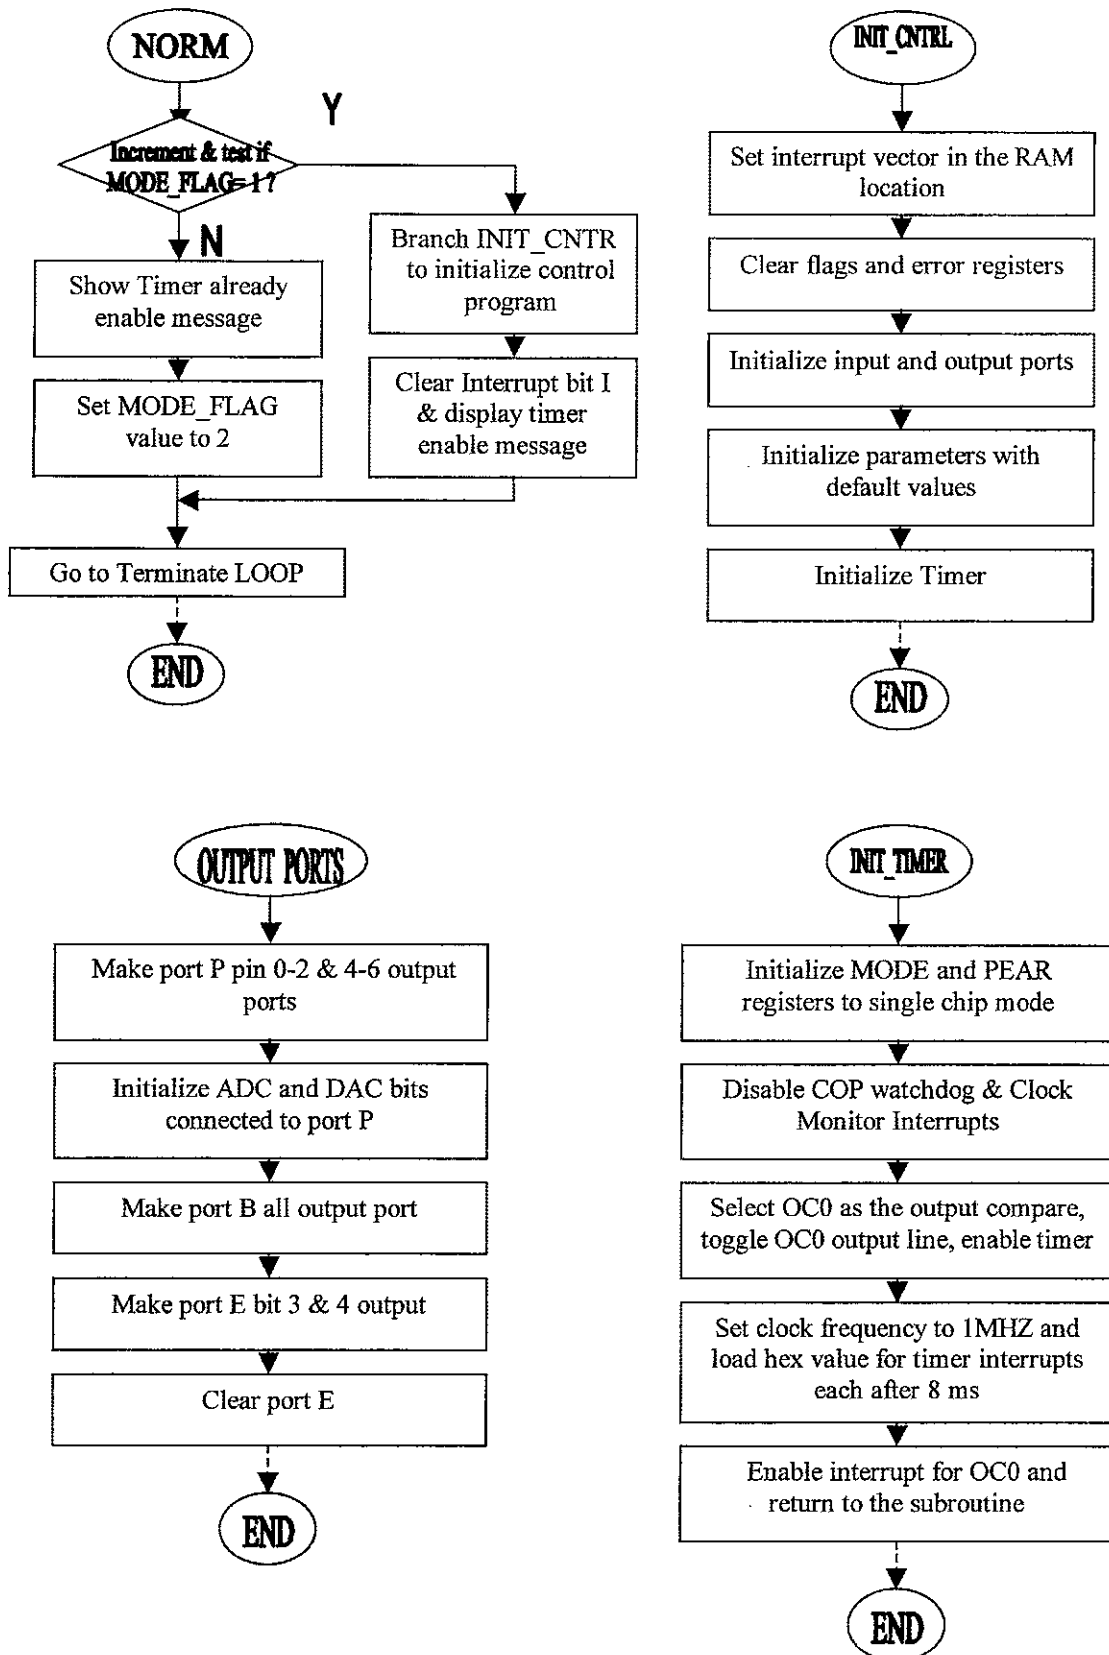 NORM
Y
Increment & test if
MODE_FLAG= 1 ?
N
Show Timer already
enable message
Set MODE_FLAG
value to 2
Branch INIT_CNTR
to initialize control
program
Clear Interrupt bit I
& display timer
enable message
Go to Terminate LOOP
END
INIT_CNTRL
Set interrupt vector in the RAM
location
Clear flags and error registers
Initialize input and output ports
Initialize parameters with
default values
Initialize Timer
END
OUTPUT PORTS
Make port P pin 0-2 & 4-6 output
ports
Initialize ADC and DAC bits
connected to port P
Make port B all output port
Make port E bit 3 & 4 output
Clear port E
END
INIT_TIMER
Initialize MODE and PEAR
registers to single chip mode
Disable COP watchdog & Clock
Monitor Interrupts
Select OC0 as the output compare,
toggle OC0 output line, enable timer
Set clock frequency to 1MHZ and
load hex value for timer interrupts
each after 8 ms
Enable interrupt for OC0 and
return to the subroutine
END